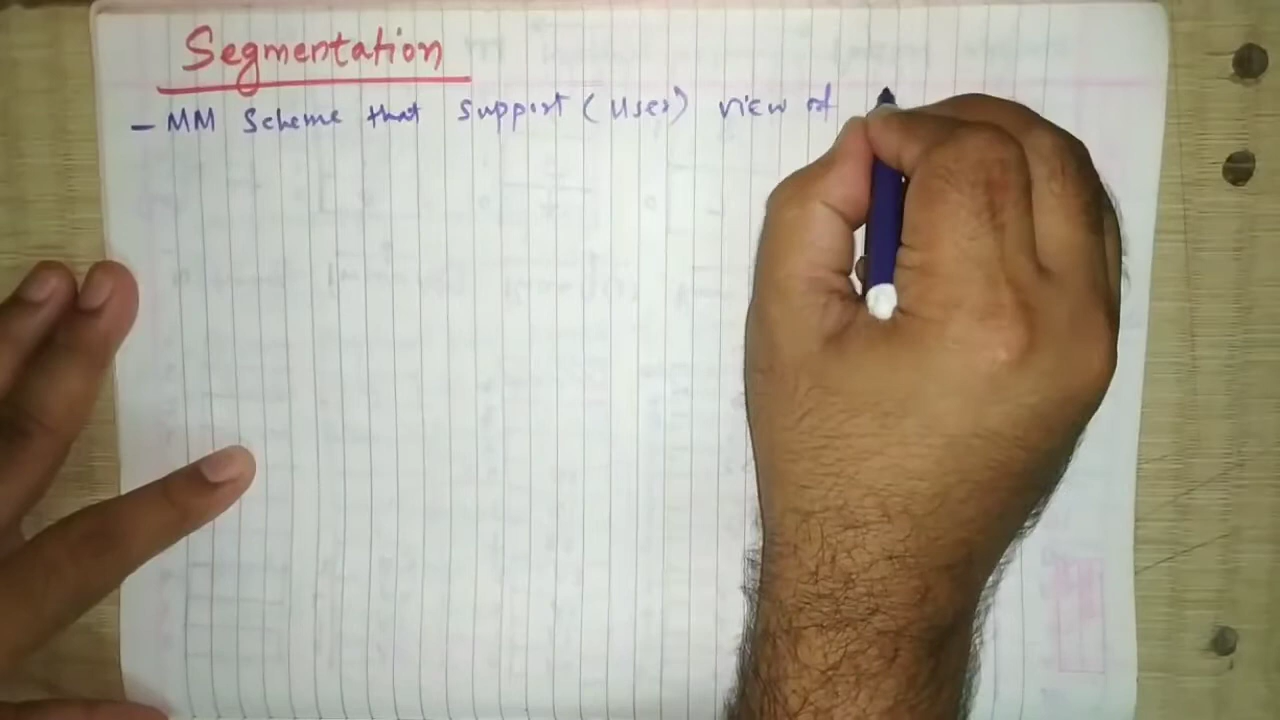 Segmentation
- MM Scheme that support (User) view of